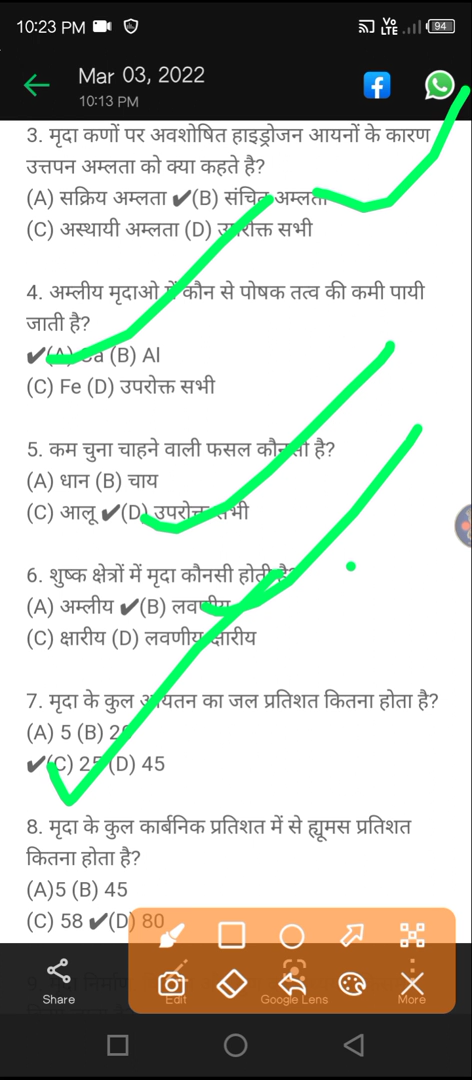 10:23 PM
Vo
LTE
94
Mar 03, 2022
10:13 PM
3. मृदा कणों पर अवशोषित हाइड्रोजन आयनों के कारण
उत्तपन अम्लता को क्या कहते है?
(A) सक्रिय अम्लता ✔(B) संचित अम्लता
(C) अस्थायी अम्लता (D) उपरोक्त सभी
4. अम्लीय मृदाओ में कौन से पोषक तत्व की कमी पायी
जाती है?
✔(A) Ca (B) Al
(C) Fe (D) उपरोक्त सभी
5. कम चुना चाहने वाली फसल कौनसी है?
(A) धान (B) चाय
(C) आलू ✔(D) उपरोक्त सभी
6. शुष्क क्षेत्रों में मृदा कौनसी होती है?
(A) अम्लीय ✔(B) लवणीय
(C) क्षारीय (D) लवणीय क्षारीय
7. मृदा के कुल आयतन का जल प्रतिशत कितना होता है?
(A) 5 (B)
✔(C) 25 (D) 45
8. मृदा के कुल कार्बनिक प्रतिशत में से ह्यूमस प्रतिशत
कितना होता है?
(A)5 (B) 45
(C) 58 ✔(D) 80
Share
Edit
Google Lens
More